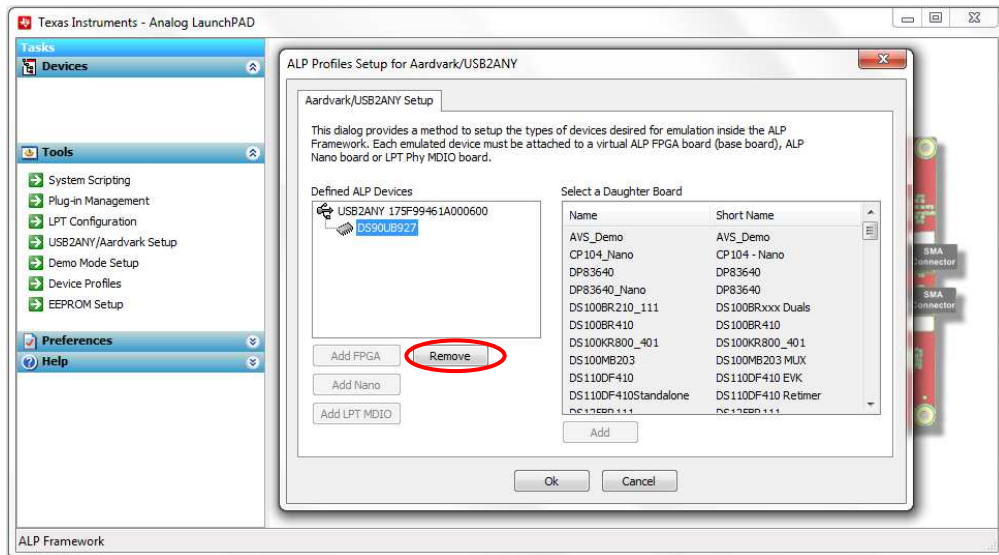 Texas Instruments - Analog LaunchPAD
Tasks
Devices
Tools
System Scripting
Plug-in Management
LPT Configuration
USB2ANY/Aardvark Setup
Demo Mode Setup
Device Profiles
EEPROM Setup
Preferences
Help
ALP Profiles Setup for Aardvark/USB2ANY
Aardvark/USB2ANY Setup
This dialog provides a method to setup the types of devices desired for emulation inside the ALP
Framework. Each emulated device must be attached to a virtual ALP FPGA board (base board), ALP
Nano board or LPT Phy MDIO board.
Defined ALP Devices
USB2ANY 175F99461A000600
DS90UB927
Add FPGA Remove
Add Nano
Add LPT MDIO
Select a Daughter Board
Name Short Name
AVS_Demo AVS_Demo
CP104_Nano CP104 - Nano
DP83640 DP83640
DP83640_Nano DP83640
DS100BR210_111 DS100BRxxx Duals
DS100BR410 DS100BR410
DS100KR800_401 DS100KR800_401
DS100MB203 DS100MB203 MUX
DS110DF410 DS110DF410 EVK
DS110DF410Standalone DS110DF410 Retimer
Add
Ok Cancel
SMA
Connector
SMA
Connector
ALP Framework